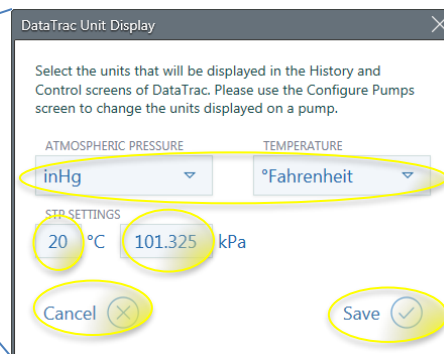 DataTrac Unit Display
Select the units that will be displayed in the History and
Control screens of DataTrac. Please use the Configure Pumps
screen to change the units displayed on a pump.
ATMOSPHERIC PRESSURE TEMPERATURE
inHg °Fahrenheit
STP SETTINGS
20 °C 101.325 kPa
Cancel Save